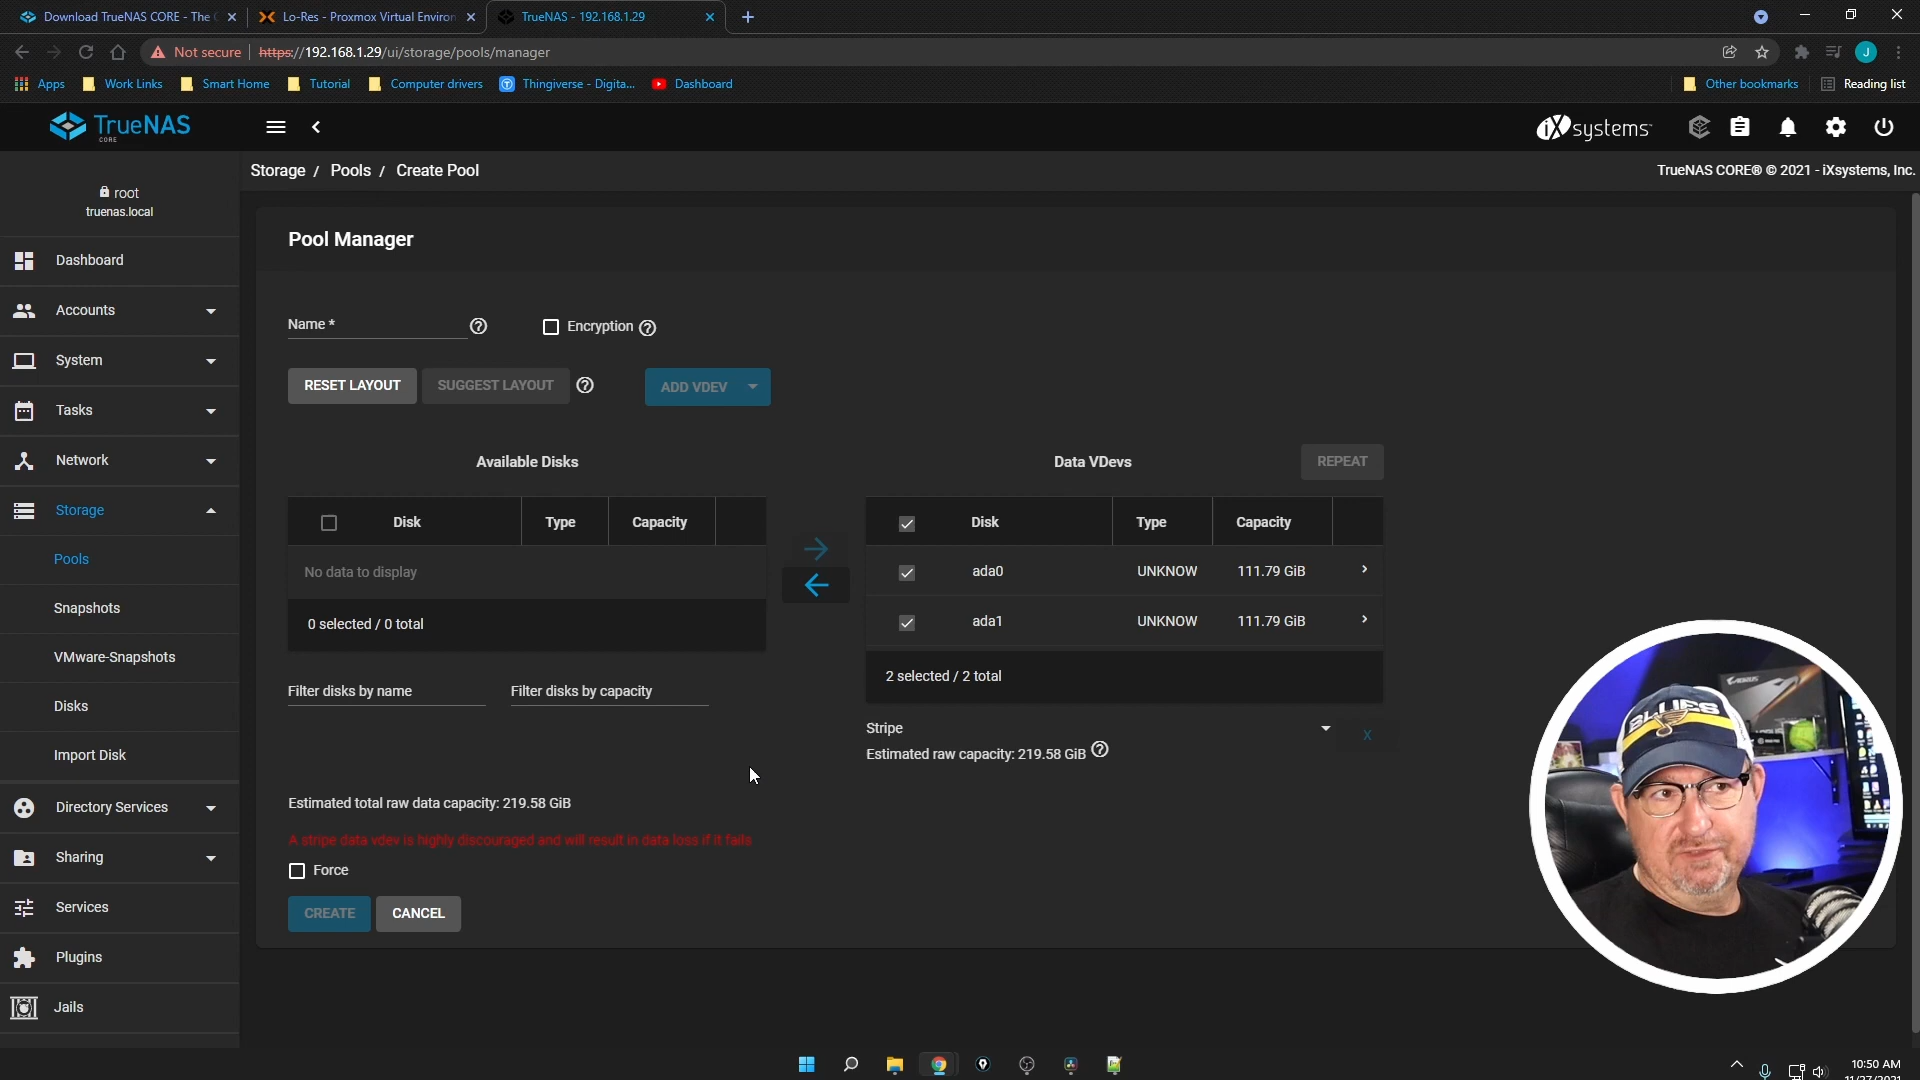 Download TrueNAS CORE - The
Lo-Res - Proxmox Virtual Environ
TrueNAS - 192.168.1.29
Not secure
https://192.168.1.29/ui/storage/pools/manager
J
Apps
Work Links
Smart Home
Tutorial
Computer drivers
Thingiverse - Digita...
Dashboard
Other bookmarks
Reading list
TrueNAS
CORE
iXsystems
root
truenas.local
Storage / Pools / Create Pool
TrueNAS CORE® © 2021 - iXsystems, Inc.
Dashboard
Accounts
System
Tasks
Network
Storage
Pools
Snapshots
VMware-Snapshots
Disks
Import Disk
Directory Services
Sharing
Services
Plugins
Jails
Pool Manager
Name *
Encryption
RESET LAYOUT
SUGGEST LAYOUT
ADD VDEV
Available Disks
Disk Type Capacity
No data to display
0 selected / 0 total
Filter disks by name
Filter disks by capacity
Data VDevs
REPEAT
Disk Type Capacity
ada0 UNKNOW 111.79 GiB
ada1 UNKNOW 111.79 GiB
2 selected / 2 total
Stripe
X
Estimated raw capacity: 219.58 GiB
Estimated total raw data capacity: 219.58 GiB
A stripe data vdev is highly discouraged and will result in data loss if it fails
Force
CREATE
CANCEL
BLUES
AORUS
10:50 AM
11/27/2021